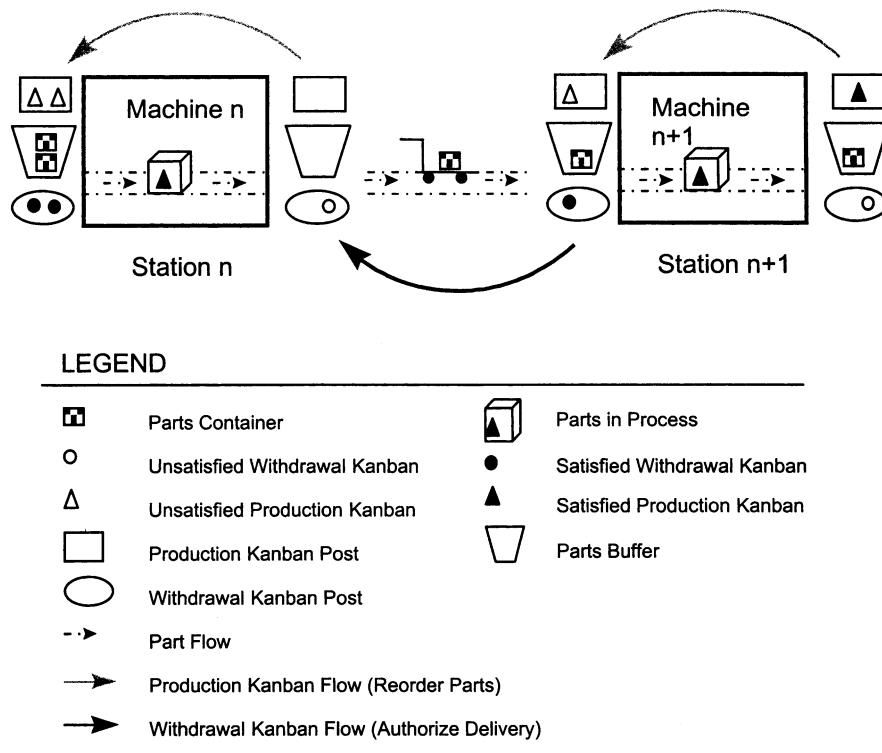 Machine n
Machine
n+1
Station n
Station n+1
LEGEND
Parts Container
Parts in Process
Unsatisfied Withdrawal Kanban
Satisfied Withdrawal Kanban
Unsatisfied Production Kanban
Satisfied Production Kanban
Production Kanban Post
Parts Buffer
Withdrawal Kanban Post
Part Flow
Production Kanban Flow (Reorder Parts)
Withdrawal Kanban Flow (Authorize Delivery)